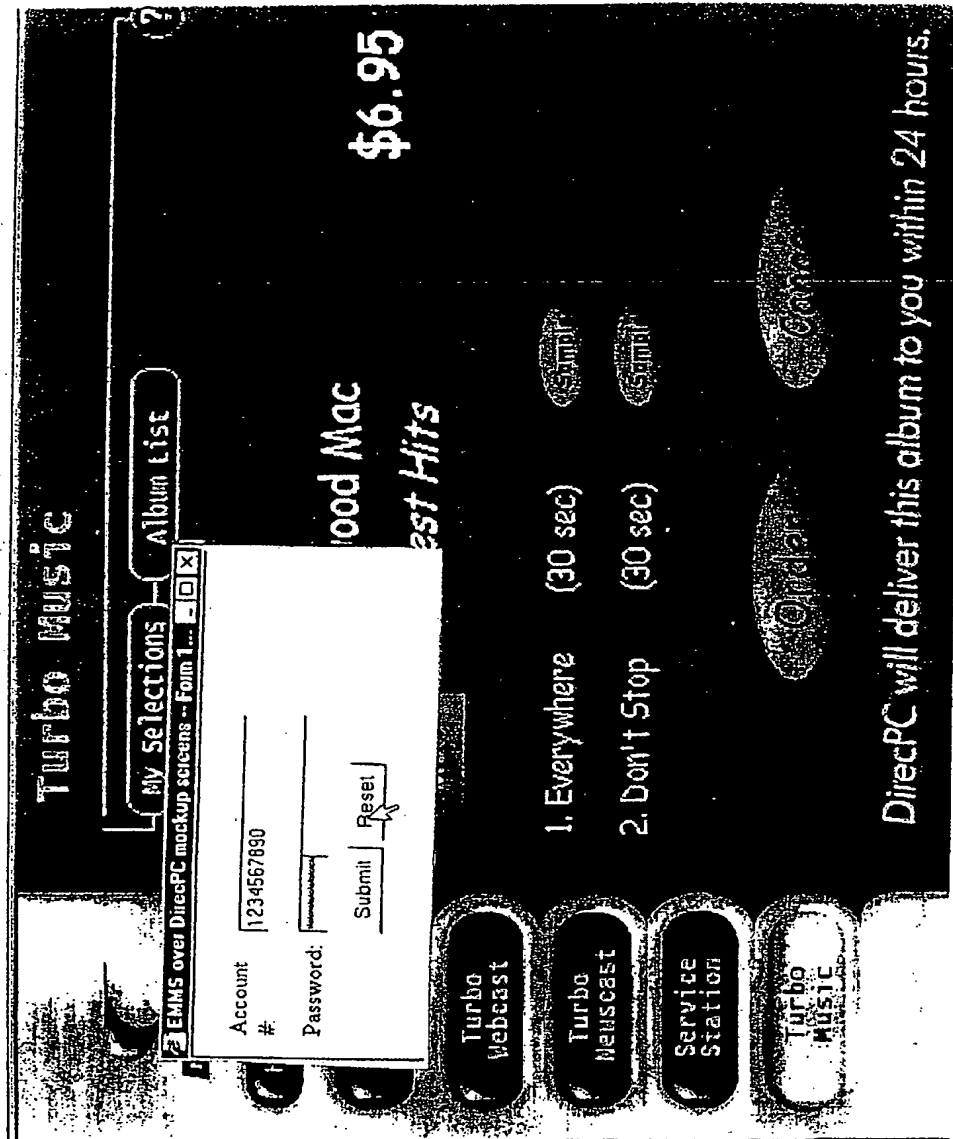 Turbo Music
?
My Selections
Album List
EMMS over DirecPC mockup screens -- Form 1...
Account
#:
1234567890
Password:
Submit
Reset
ood Mac
est Hits
$6.95
1. Everywhere
(30 sec)
2. Don't Stop
(30 sec)
Order
DirecPC will deliver this album to you within 24 hours.
Turbo
Webcast
Turbo
Newscast
Service
Station
Turbo
Music